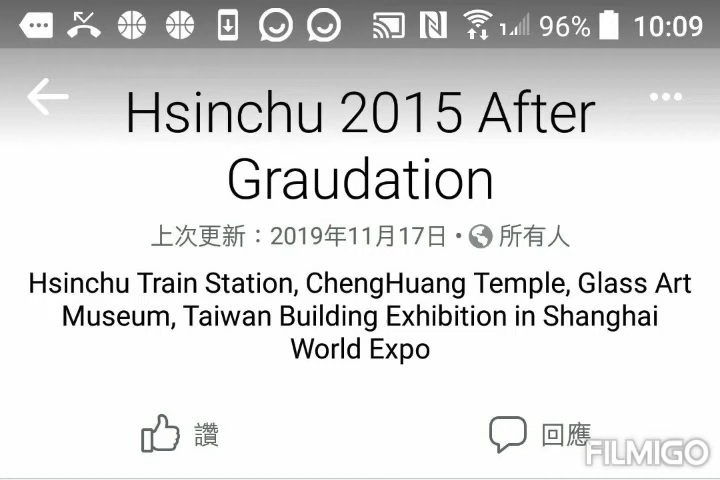 96% 10:09
Hsinchu 2015 After
Graudation
上次更新：2019年11月17日 • 所有人
Hsinchu Train Station, ChengHuang Temple, Glass Art
Museum, Taiwan Building Exhibition in Shanghai
World Expo
讚 回應
FILMIGO